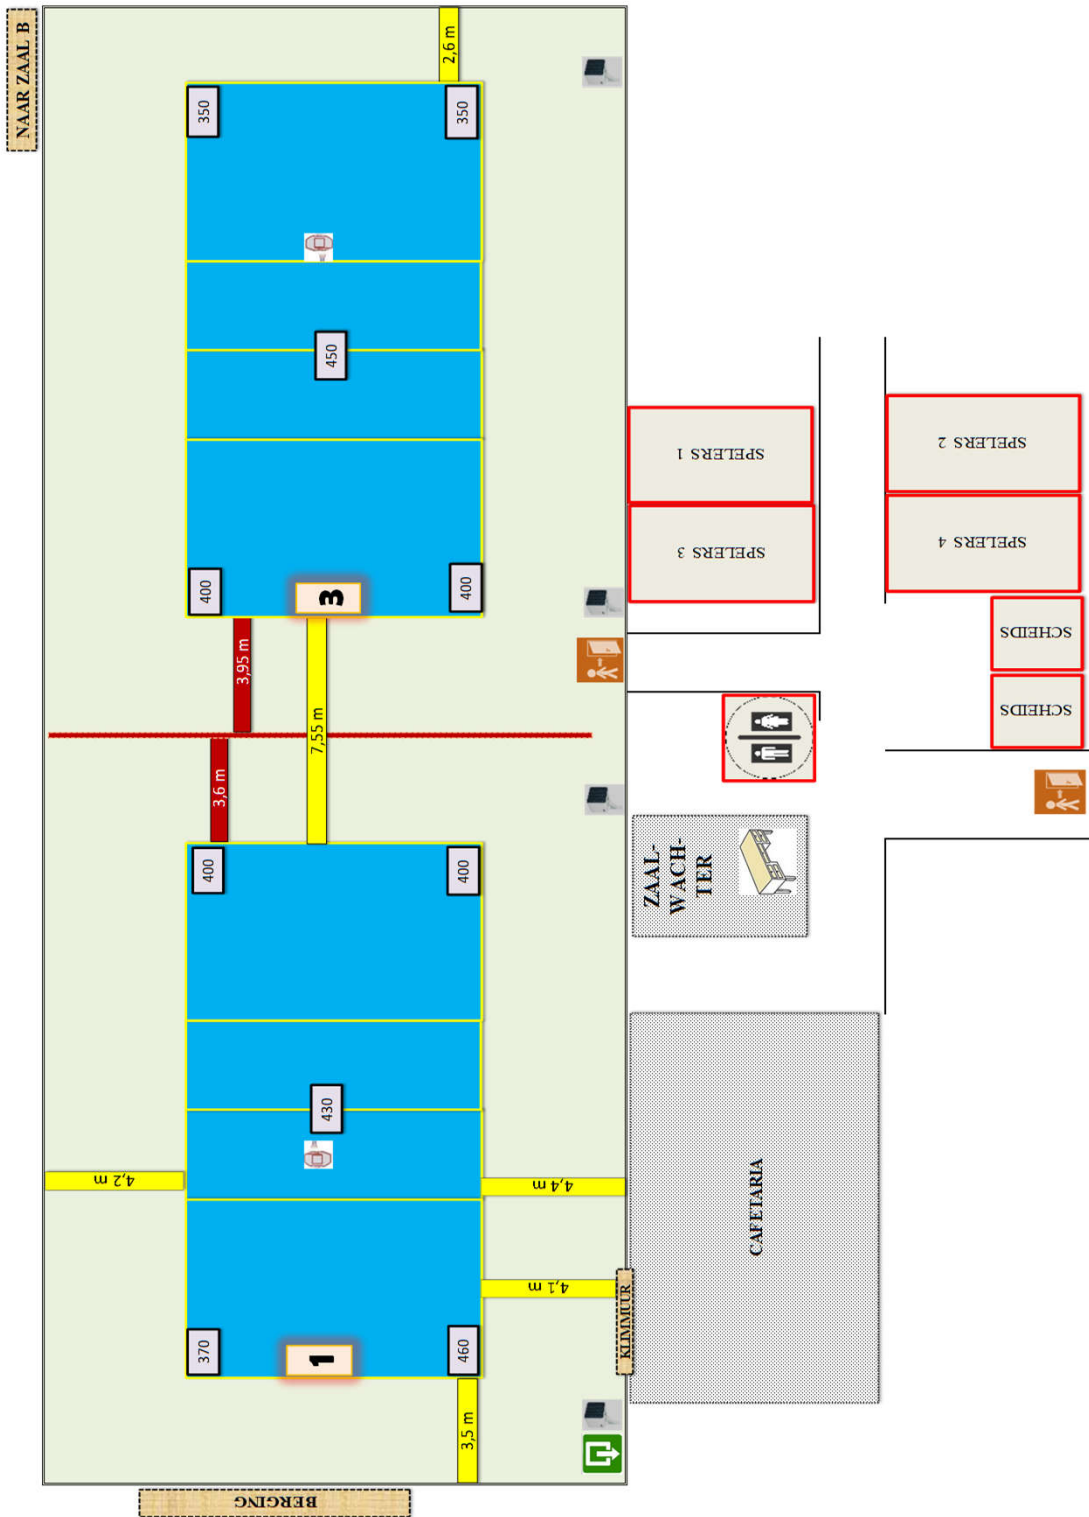 NAAR ZAAL B
2,6 m
350
350
450
400
400
3
3,95 m
7,55 m
3,6 m
400
400
430
4,2 m
4,4 m
4,1 m
370
460
1
3,5 m
KLIMMUUR
BERGING
SPELERS 1
SPELERS 2
SPELERS 3
SPELERS 4
SCHEIDS
SCHEIDS
ZAAL-
WACH-
TER
CAFETARIA